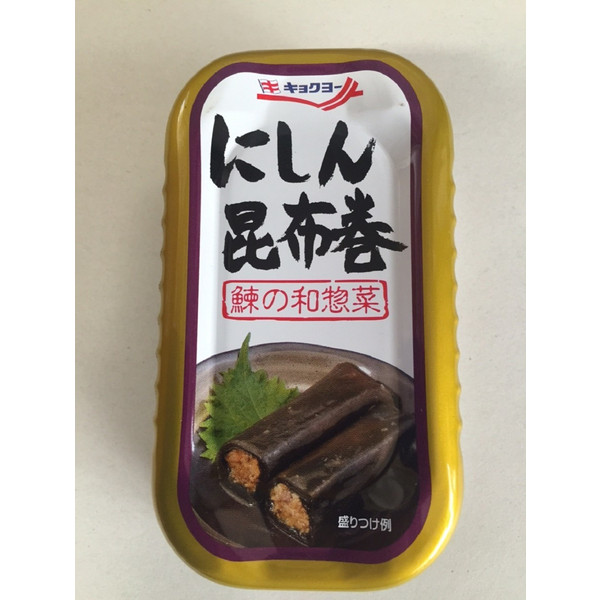 キョクヨー
にしん
昆布巻
鰊の和惣菜
盛りつけ例